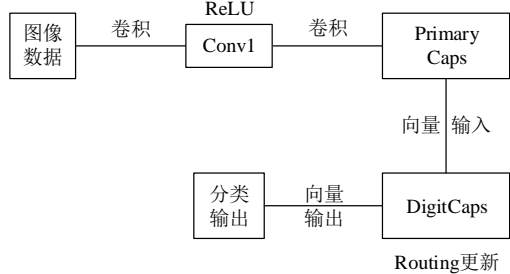 ReLU
图像
数据
卷积
Conv1
卷积
Primary
Caps
向量 输入
分类
输出
向量
输出
DigitCaps
Routing更新